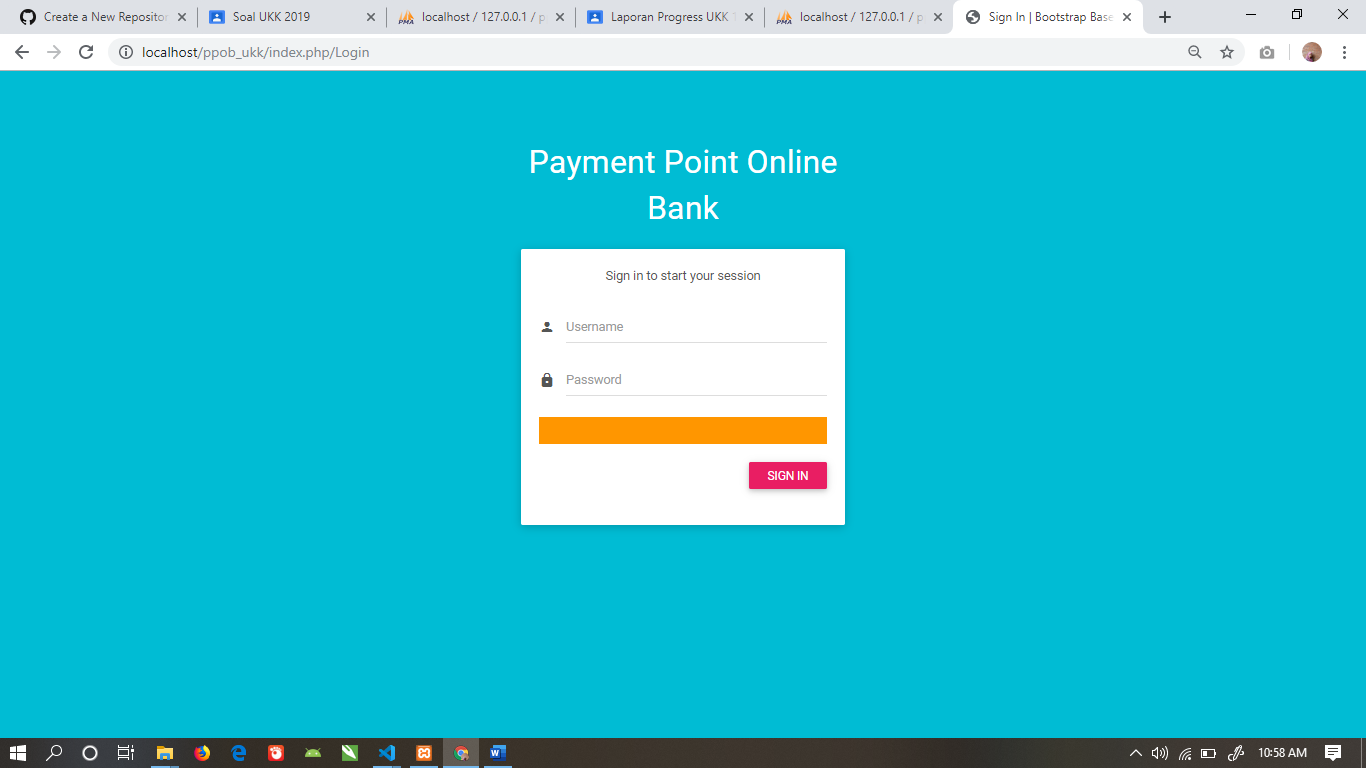 Create a New Repositor
Soal UKK 2019
localhost / 127.0.0.1 / p
Laporan Progress UKK 1
localhost / 127.0.0.1 / p
Sign In | Bootstrap Base
localhost/ppob_ukk/index.php/Login
Payment Point Online
Bank
Sign in to start your session
Username
Password
SIGN IN
10:58 AM